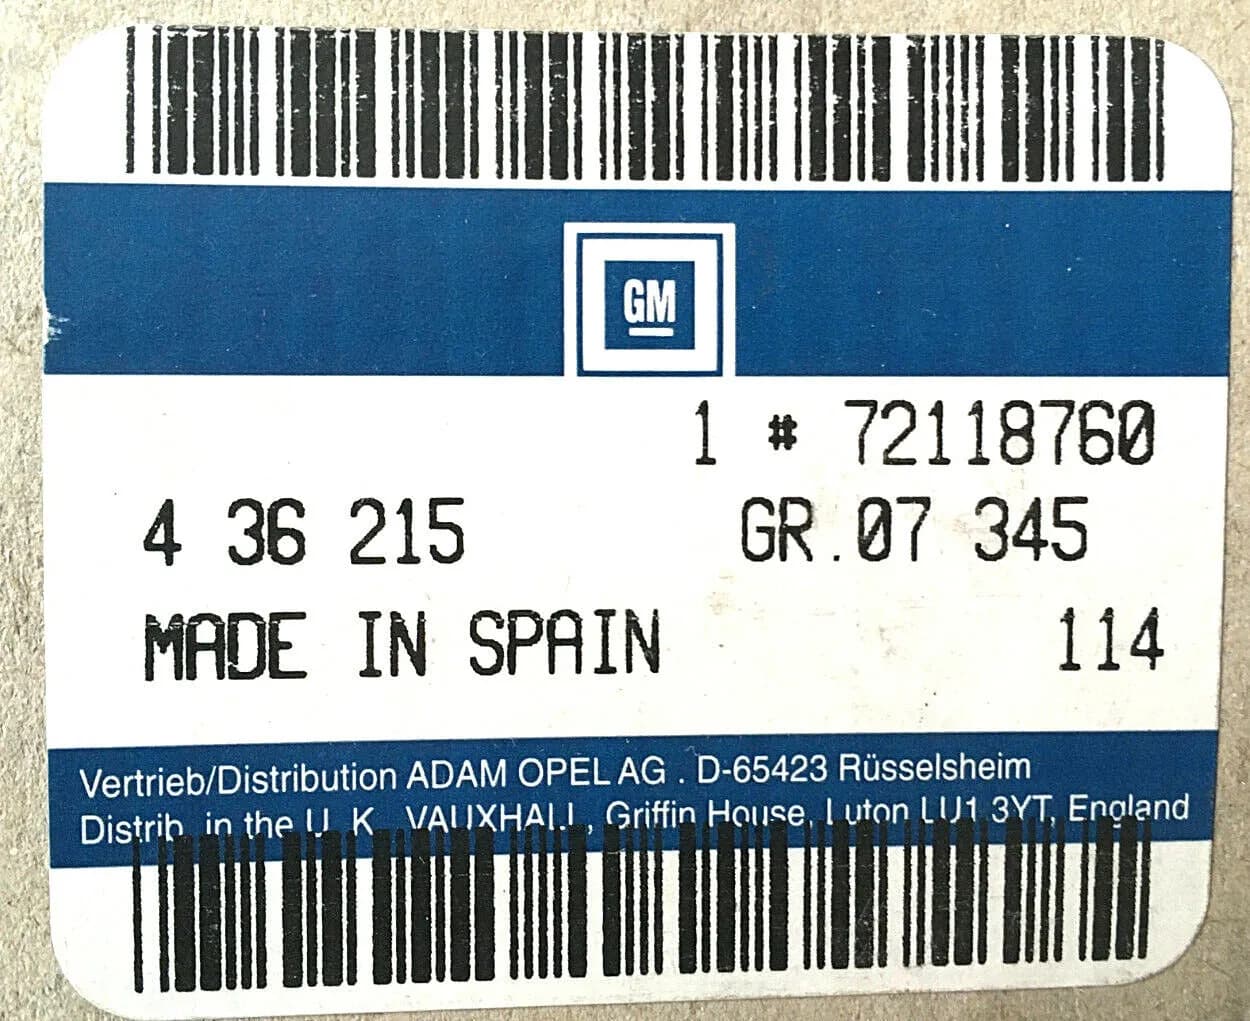 GM
1 # 72118760
4 36 215 GR.07 345
MADE IN SPAIN 114
Vertrieb/Distribution ADAM OPEL AG . D-65423 Rüsselsheim
Distrib. in the U. K. VAUXHALL, Griffin House, Luton LU1 3YT, England